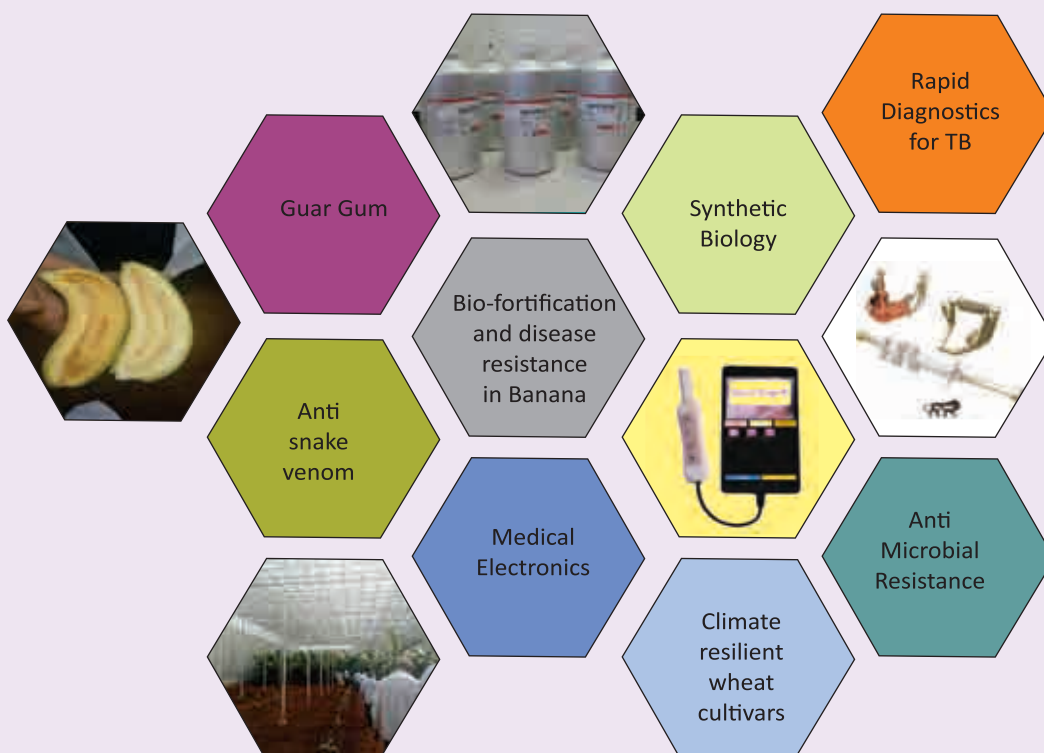 Rapid
Diagnostics
for TB
Guar Gum
Synthetic
Biology
Bio-fortification
and disease
resistance
in Banana
Anti
snake
venom
Medical
Electronics
Anti
Microbial
Resistance
Climate
resilient
wheat
cultivars